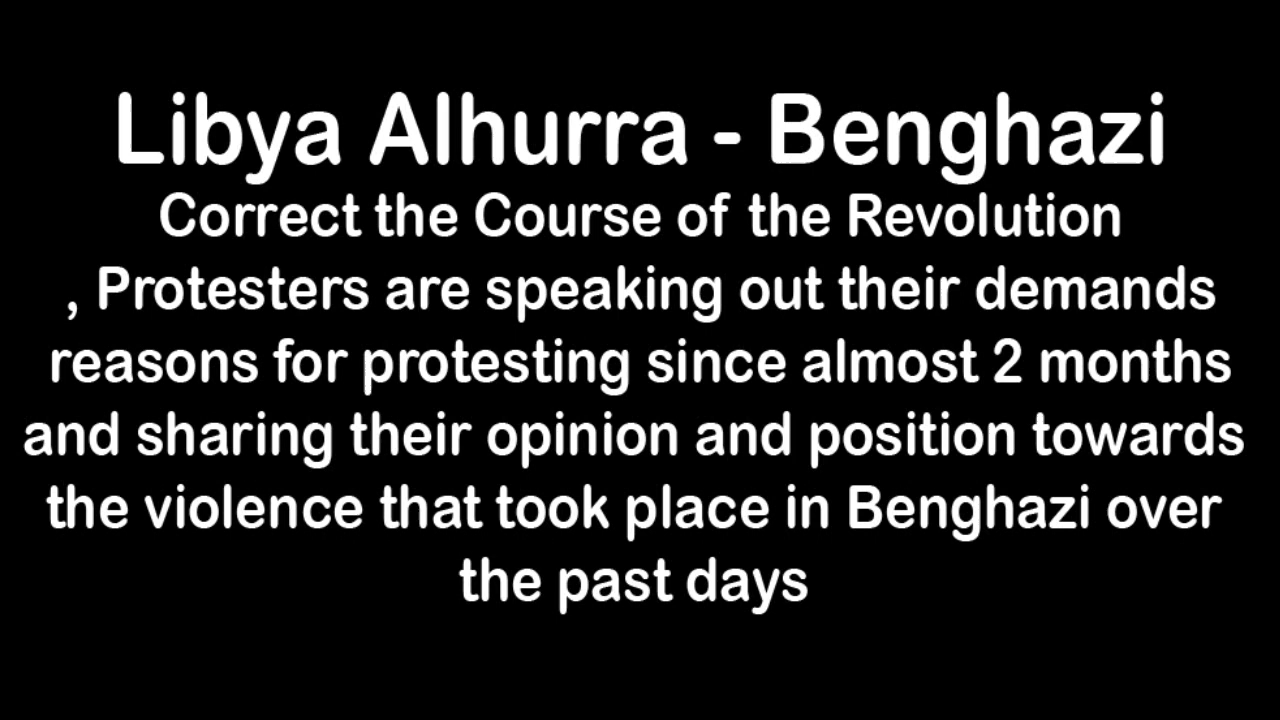 Libya Alhurra - Benghazi
Correct the Course of the Revolution
, Protesters are speaking out their demands
reasons for protesting since almost 2 months
and sharing their opinion and position towards
the violence that took place in Benghazi over
the past days